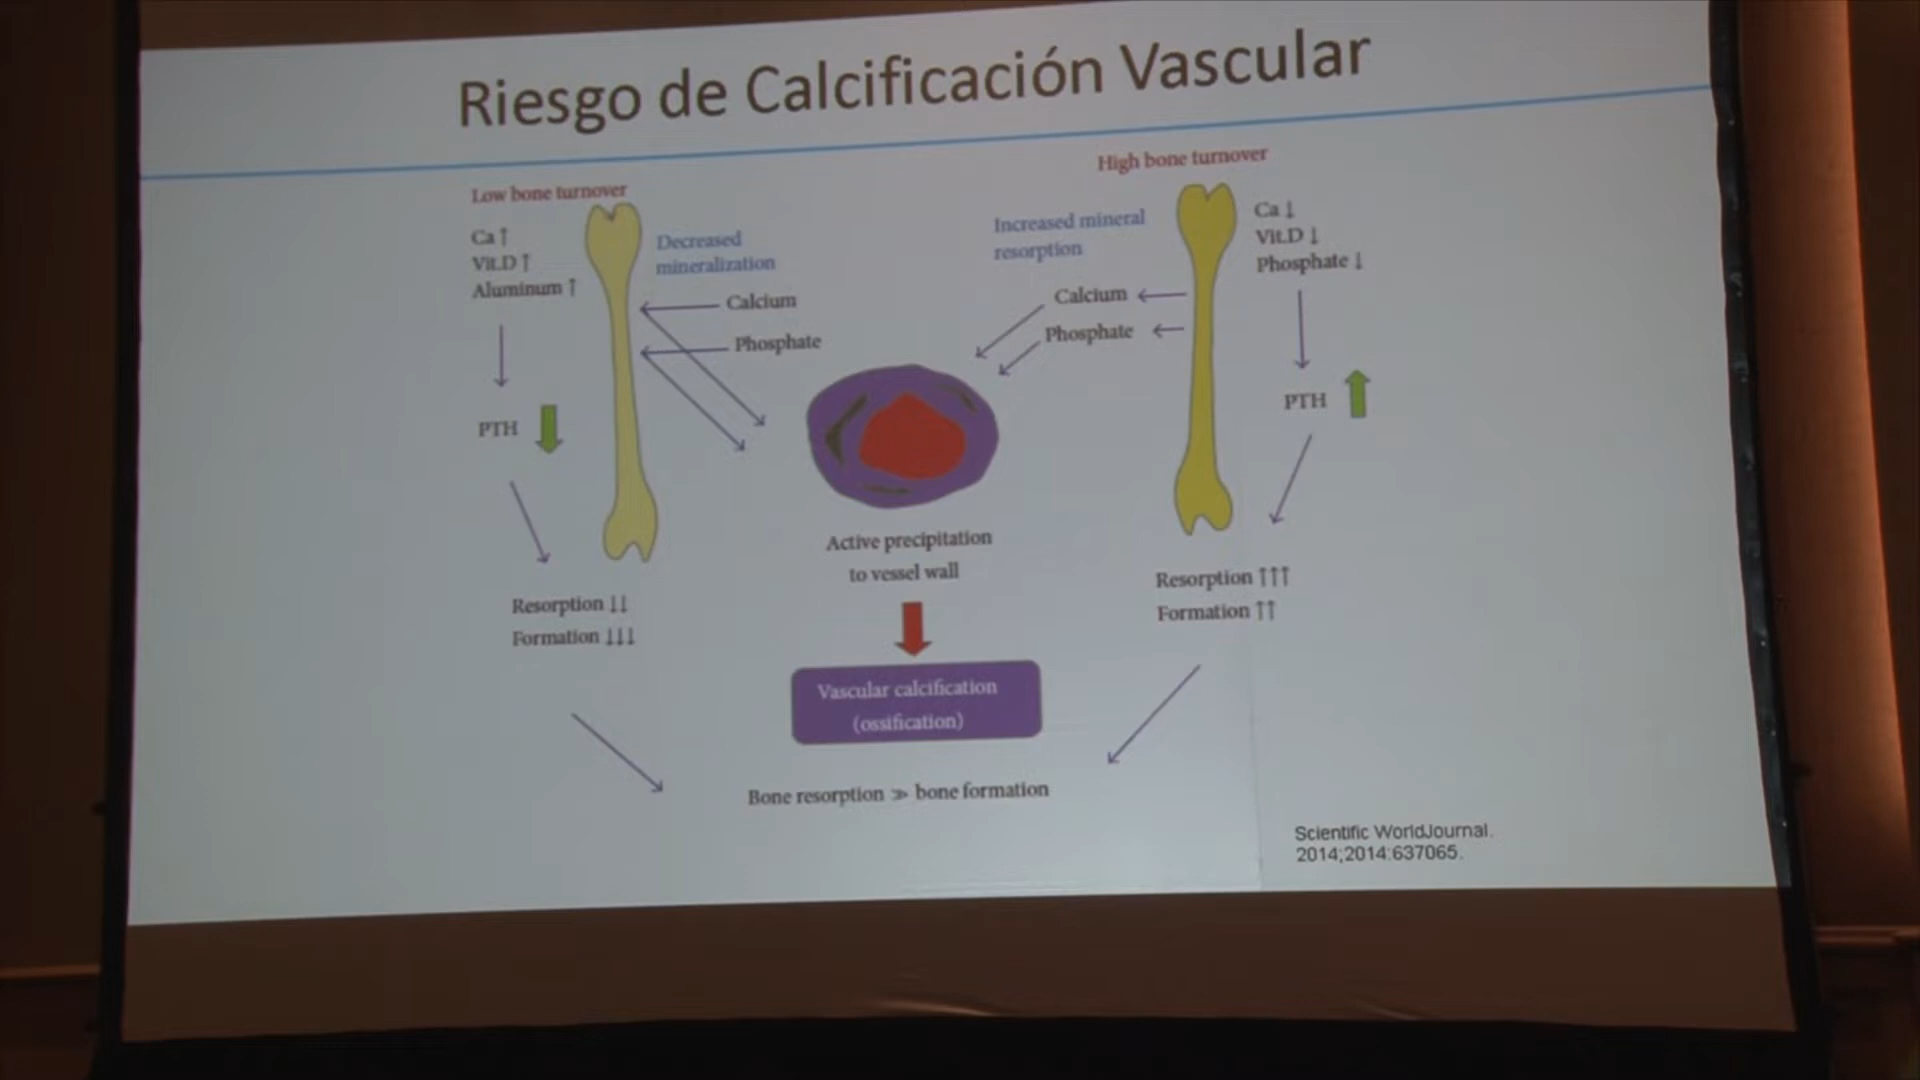 Riesgo de Calcificación Vascular
Low bone turnover
Ca ↑
Vit.D ↑
Aluminum ↑
Decreased
mineralization
Calcium
Phosphate
PTH
Resorption ↓↓
Formation ↓↓↓
Active precipitation
to vessel wall
Vascular calcification
(ossification)
Bone resorption ≫ bone formation
High bone turnover
Increased mineral
resorption
Calcium
Phosphate
Ca ↓
Vit.D ↓
Phosphate ↓
PTH
Resorption ↑↑↑
Formation ↑↑
Scientific WorldJournal.
2014;2014:637065.